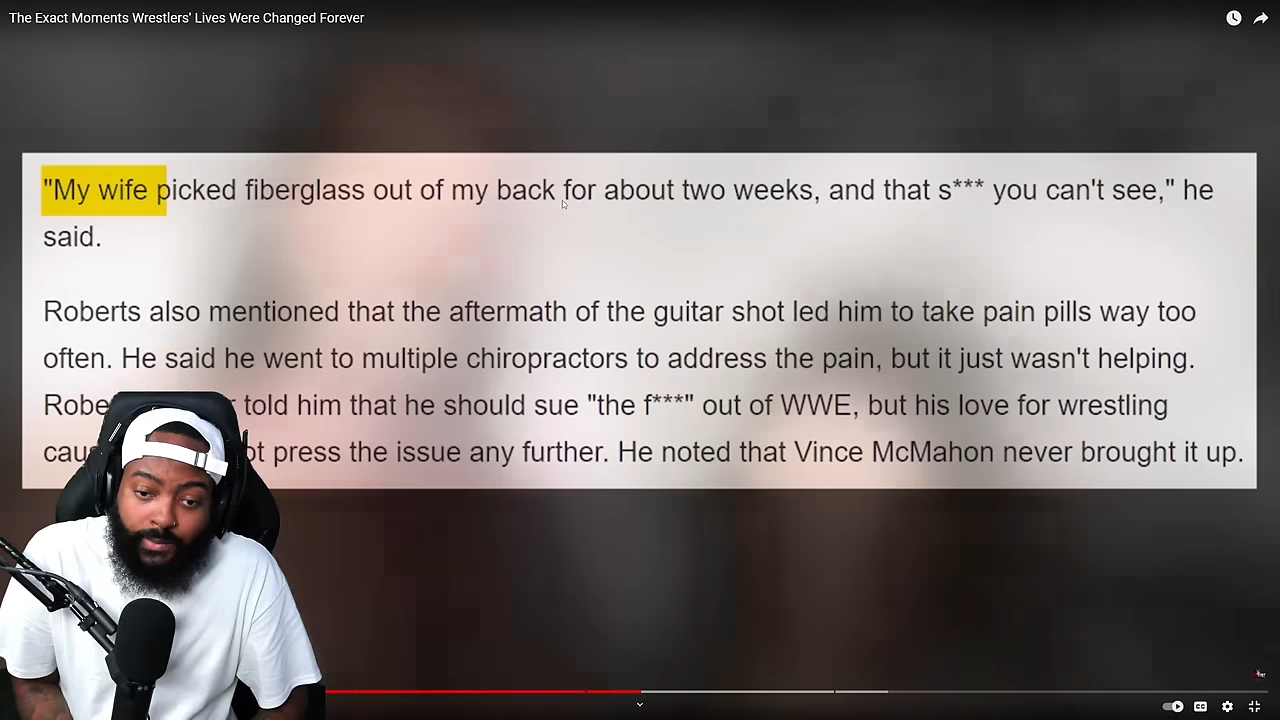 The Exact Moments Wrestlers' Lives Were Changed Forever
"My wife picked fiberglass out of my back for about two weeks, and that s*** you can't see," he
said.
Roberts also mentioned that the aftermath of the guitar shot led him to take pain pills way too
often. He said he went to multiple chiropractors to address the pain, but it just wasn't helping.
told him that he should sue "the f***" out of WWE, but his love for wrestling
press the issue any further. He noted that Vince McMahon never brought it up.
CC